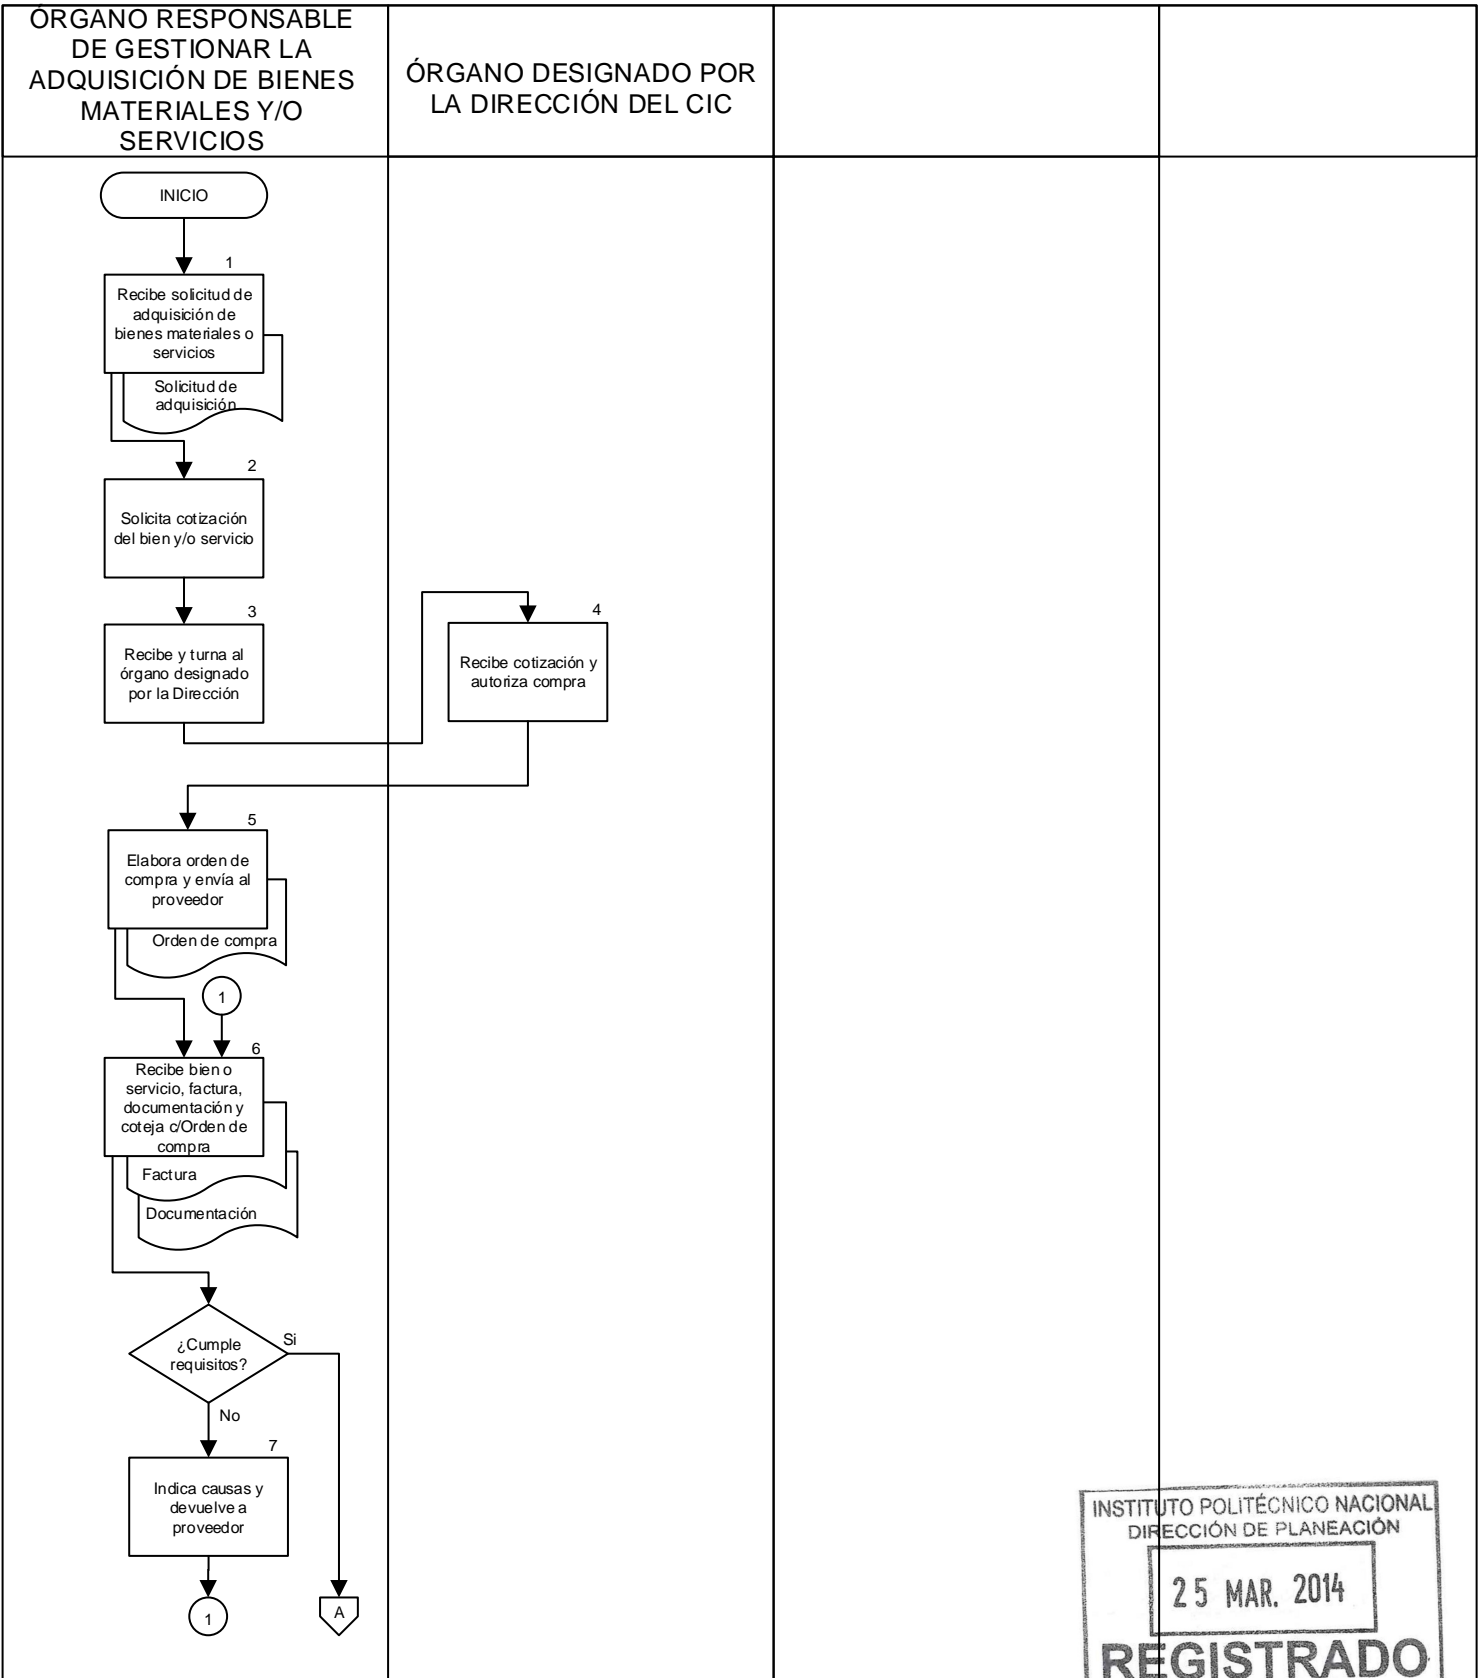 ÓRGANO RESPONSABLE
DE GESTIONAR LA
ADQUISICIÓN DE BIENES
MATERIALES Y/O
SERVICIOS
ÓRGANO DESIGNADO POR
LA DIRECCIÓN DEL CIC
INICIO
1
Recibe solicitud de
adquisición de
bienes materiales o
servicios
Solicitud de
adquisición
2
Solicita cotización
del bien y/o servicio
3
Recibe y turna al
órgano designado
por la Dirección
4
Recibe cotización y
autoriza compra
5
Elabora orden de
compra y envía al
proveedor
Orden de compra
1
6
Recibe bien o
servicio, factura,
documentación y
coteja c/Orden de
compra
Factura
Documentación
¿Cumple
requisitos?
Si
No
7
Indica causas y
devuelve a
proveedor
1
A
INSTITUTO POLITÉCNICO NACIONAL
DIRECCIÓN DE PLANEACIÓN
25 MAR. 2014
REGISTRADO